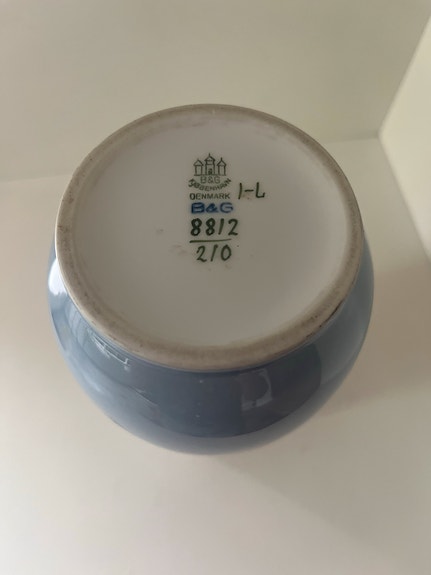 B&G
KJØBENHAVN
DENMARK
B&G
1-L
8812
210